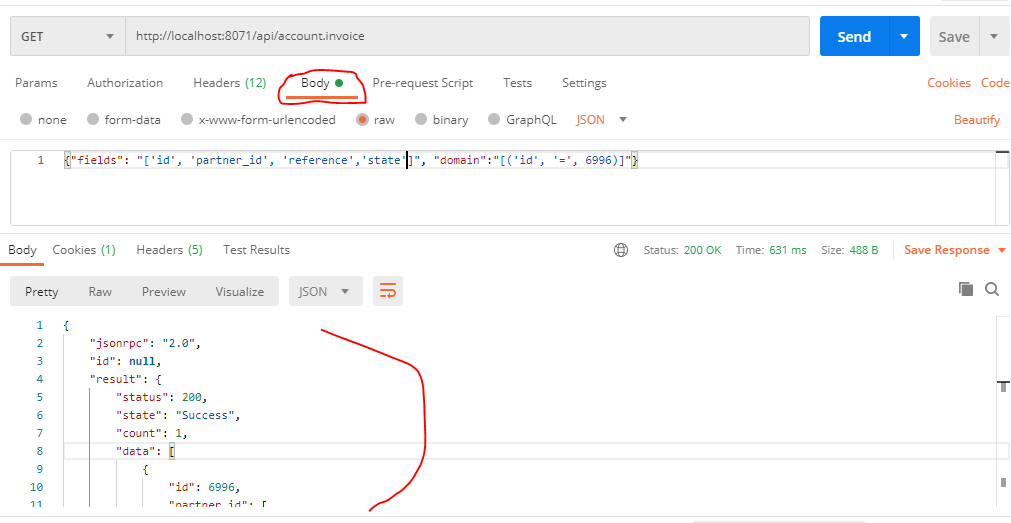 GET http://localhost:8071/api/account.invoice Send Save
Params Authorization Headers (12) Body Pre-request Script Tests Settings Cookies Code
none form-data x-www-form-urlencoded raw binary GraphQL JSON Beautify
1 {"fields": "['id', 'partner_id', 'reference','state']", "domain":"[('id', '=', 6996)]"}
Body Cookies (1) Headers (5) Test Results Status: 200 OK Time: 631 ms Size: 488 B Save Response
Pretty Raw Preview Visualize JSON
1 {
2 "jsonrpc": "2.0",
3 "id": null,
4 "result": {
5 "status": 200,
6 "state": "Success",
7 "count": 1,
8 "data": [
9 {
10 "id": 6996,
11 "partner_id": [